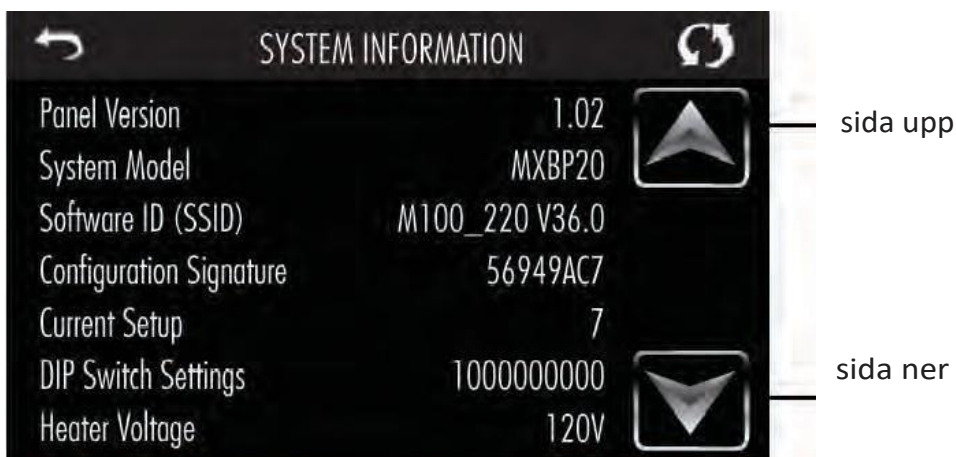 SYSTEM INFORMATION
Panel Version 1.02
sida upp
System Model MXBP20
Software ID (SSID) M100_220 V36.0
Configuration Signature 56949AC7
Current Setup 7
DIP Switch Settings 1000000000
sida ner
Heater Voltage 120V